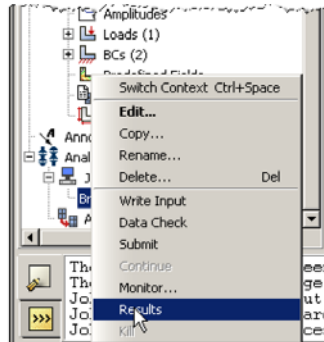 Amplitudes
Loads (1)
BCs (2)
Switch Context Ctrl+Space
Edit...
Copy...
Rename...
Delete... Del
Write Input
Data Check
Submit
Continue
Monitor...
Results
Kill